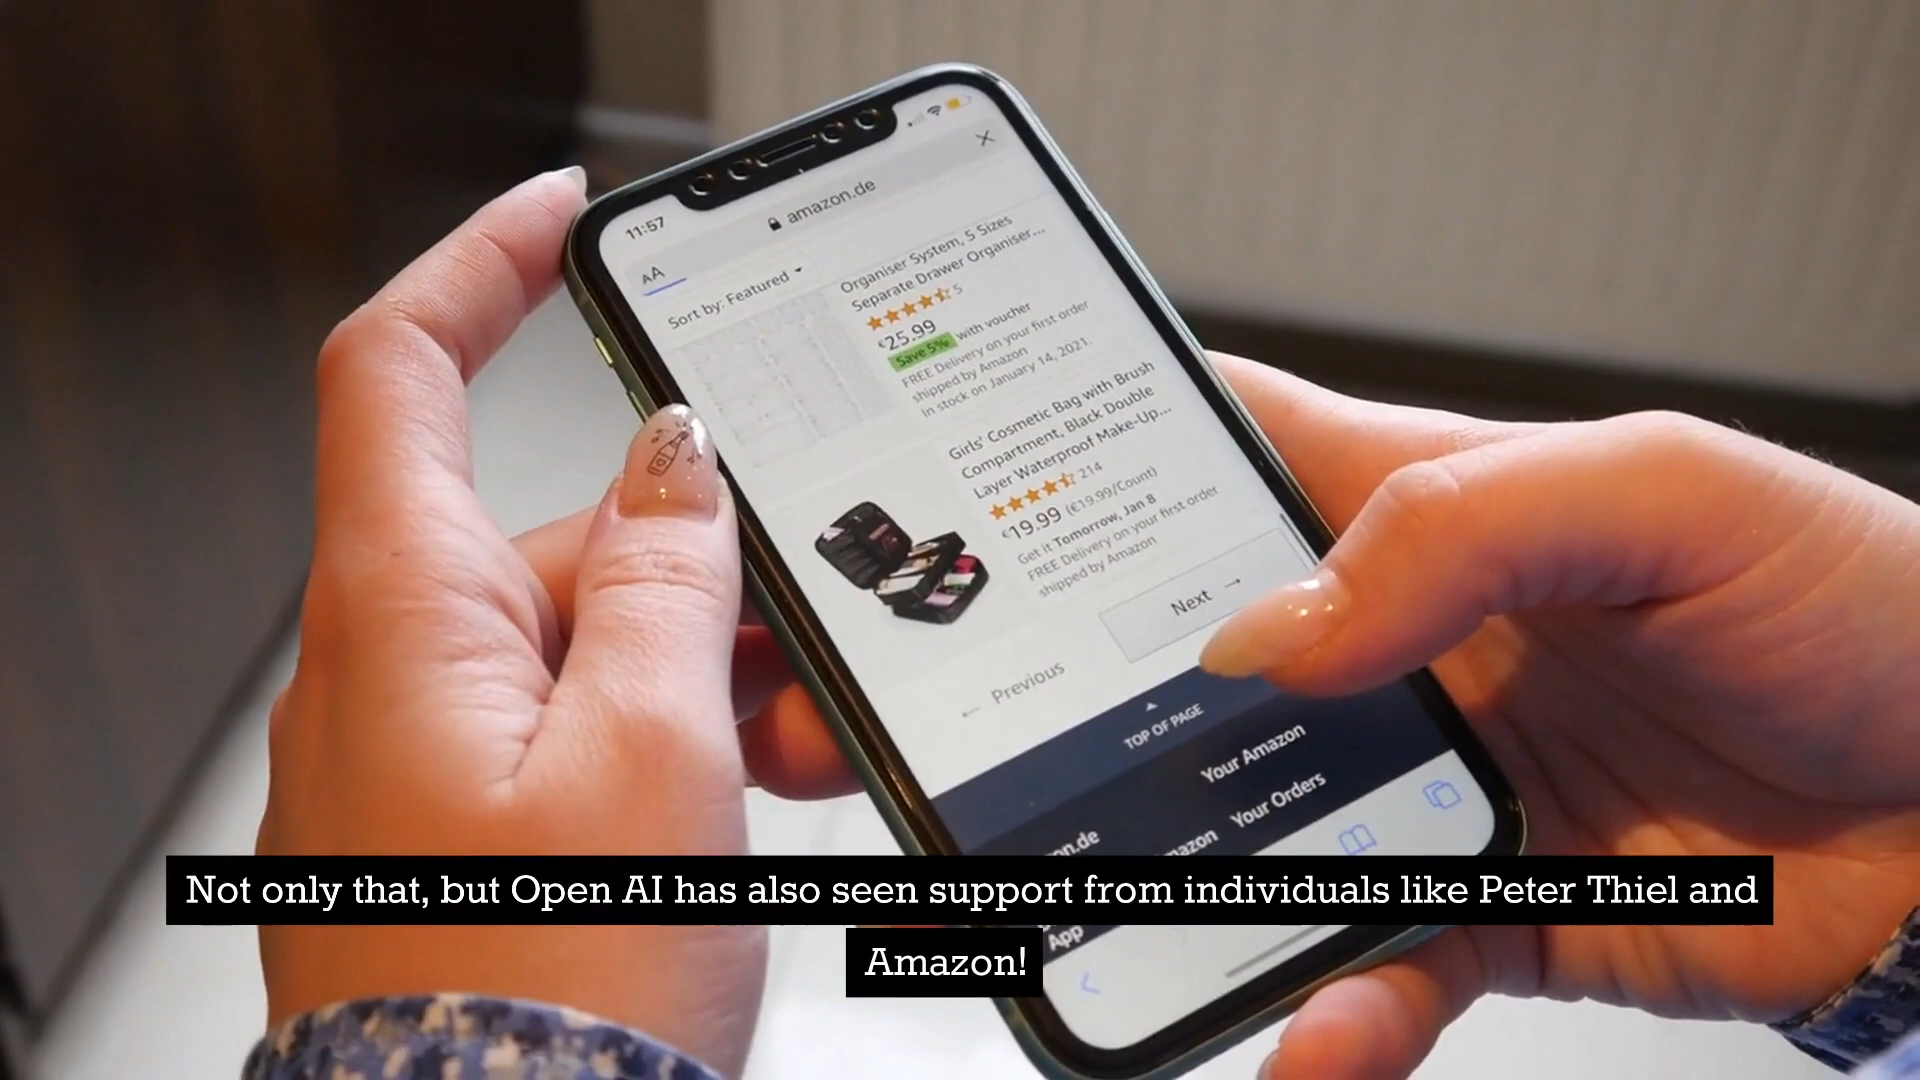 11:57
amazon.de
AA
Sort by: Featured
Organiser System, 5 Sizes
Separate Drawer Organiser...
5
€25.99
Save 5% with voucher
FREE Delivery on your first order
shipped by Amazon
In stock on January 14, 2021.
Girls' Cosmetic Bag with Brush
Compartment, Black Double
Layer Waterproof Make-Up...
214
€19.99 (€19.99/Count)
Get it Tomorrow, Jan 8
FREE Delivery on your first order
shipped by Amazon
Next →
← Previous
TOP OF PAGE
Your Amazon
on.de
Your Orders
mazon
App
Not only that, but Open AI has also seen support from individuals like Peter Thiel and
Amazon!